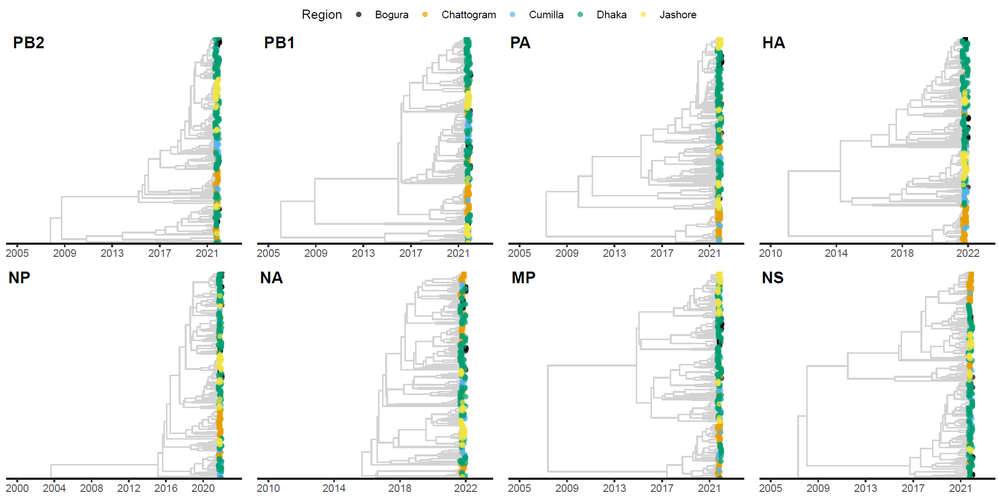 Region Bogura Chattogram Cumilla Dhaka Jashore
PB2 PB1 PA HA
2005 2009 2013 2017 2021 2005 2009 2013 2017 2021 2005 2009 2013 2017 2021 2010 2014 2018 2022
NP NA MP NS
2000 2004 2008 2012 2016 2020 2010 2014 2018 2022 2005 2009 2013 2017 2021 2005 2009 2013 2017 2021